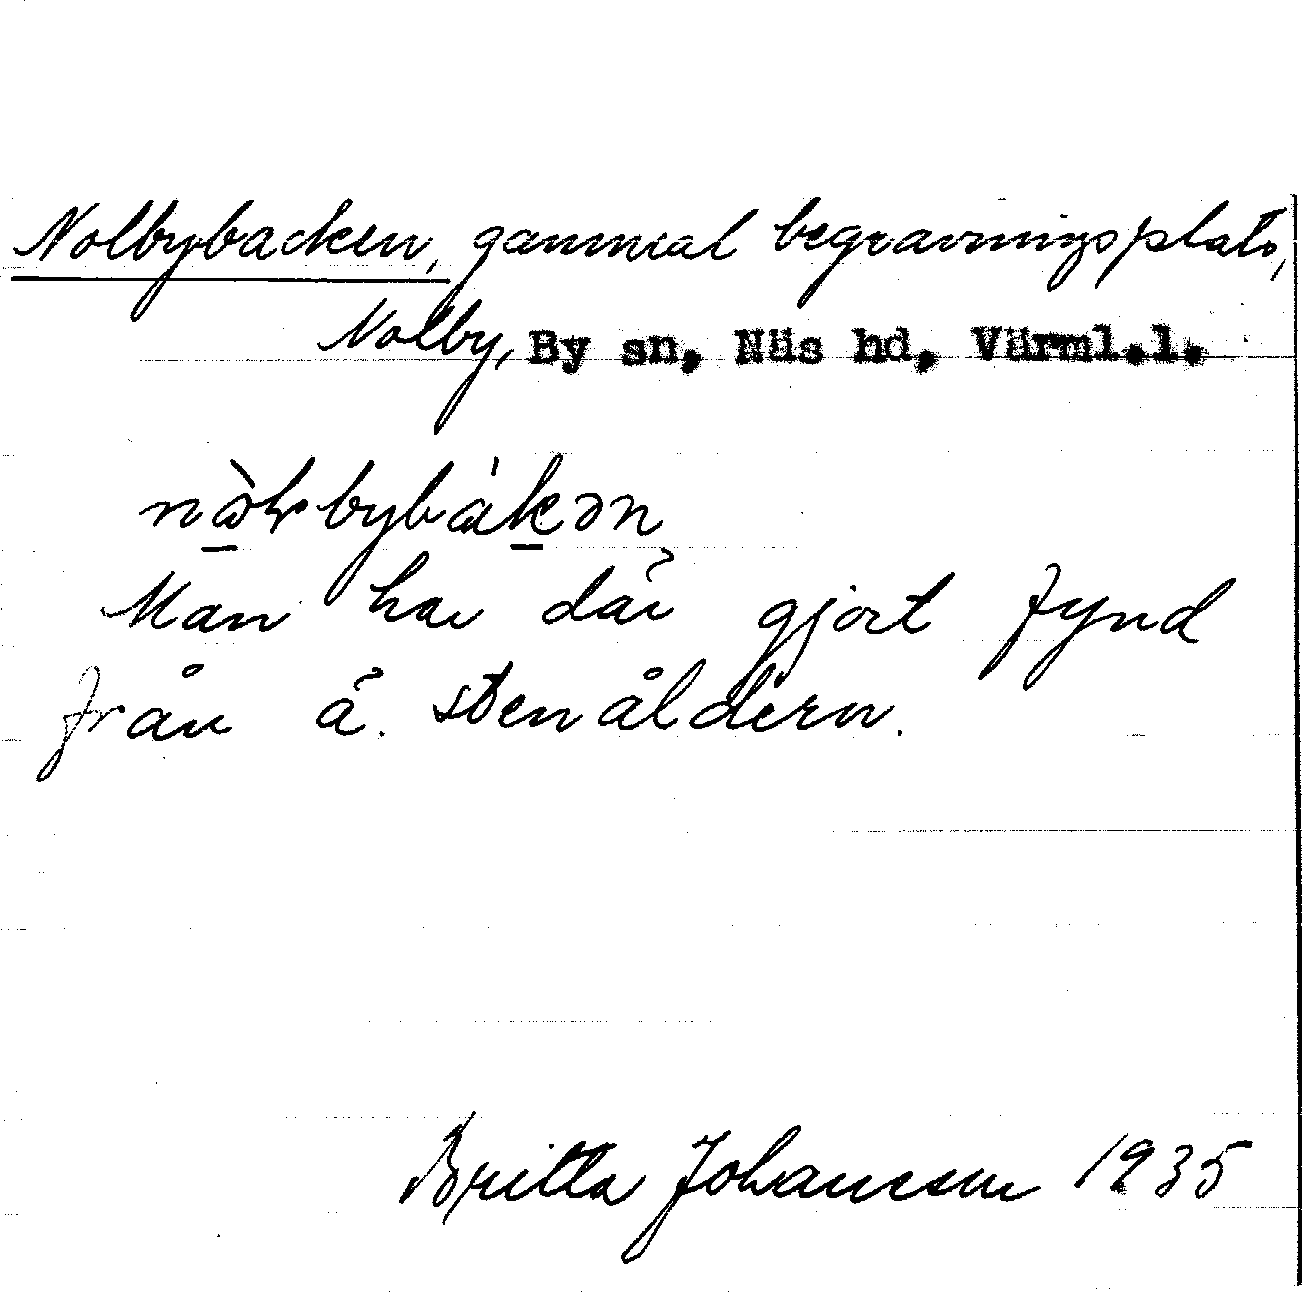 Nolbybacken, gammal begravningsplats,
Nolby, By sn, Näs hd, Värml.l.
Man har där gjort fynd
från ä. stenåldern.
Britta Johansson 1935